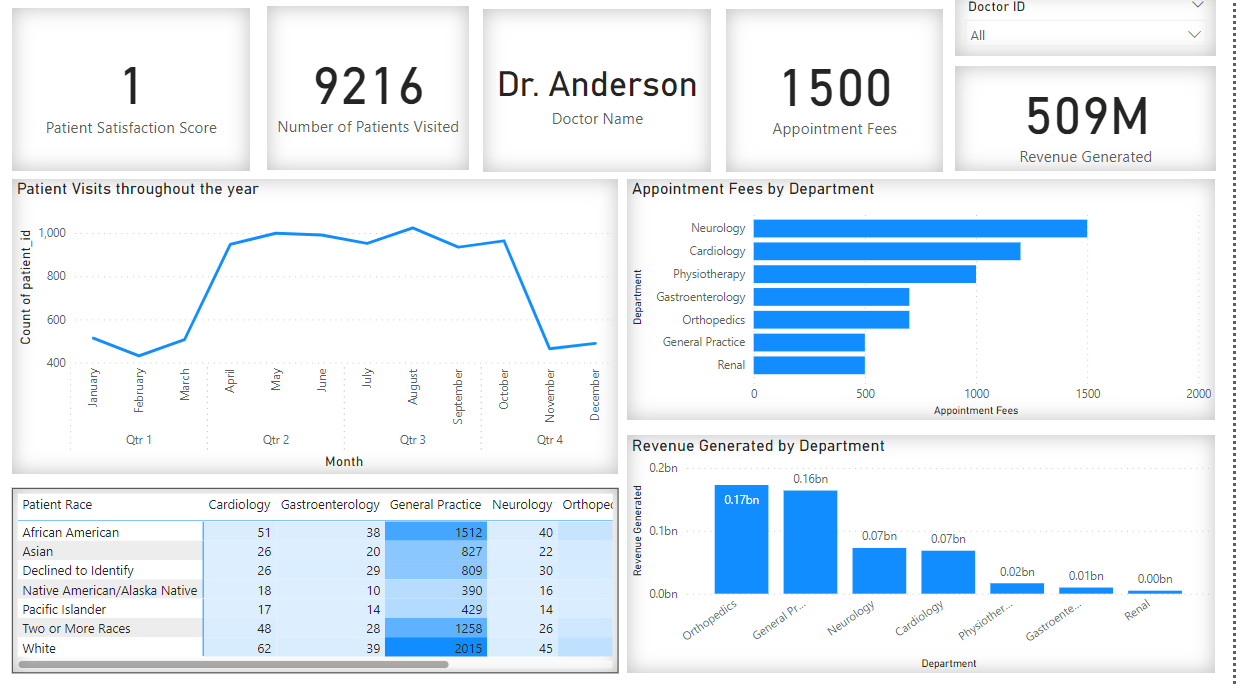 1
Patient Satisfaction Score
9216
Number of Patients Visited
Dr. Anderson
Doctor Name
1500
Appointment Fees
Doctor ID
All
509M
Revenue Generated
Patient Visits throughout the year
Count of patient_id
1,000
800
600
400
January
February
March
April
May
June
July
August
September
October
November
December
Qtr 1
Qtr 2
Qtr 3
Qtr 4
Month
Appointment Fees by Department
Department
Neurology
Cardiology
Physiotherapy
Gastroenterology
Orthopedics
General Practice
Renal
0
500
1000
1500
2000
Appointment Fees
Revenue Generated by Department
Revenue Generated
0.2bn
0.1bn
0.0bn
0.17bn
0.16bn
0.07bn
0.07bn
0.02bn
0.01bn
0.00bn
Orthopedics
General Pr...
Neurology
Cardiology
Physiother...
Gastroente...
Renal
Department
Patient Race Cardiology Gastroenterology General Practice Neurology Orthoped
African American 51 38 1512 40
Asian 26 20 827 22
Declined to Identify 26 29 809 30
Native American/Alaska Native 18 10 390 16
Pacific Islander 17 14 429 14
Two or More Races 48 28 1258 26
White 62 39 2015 45